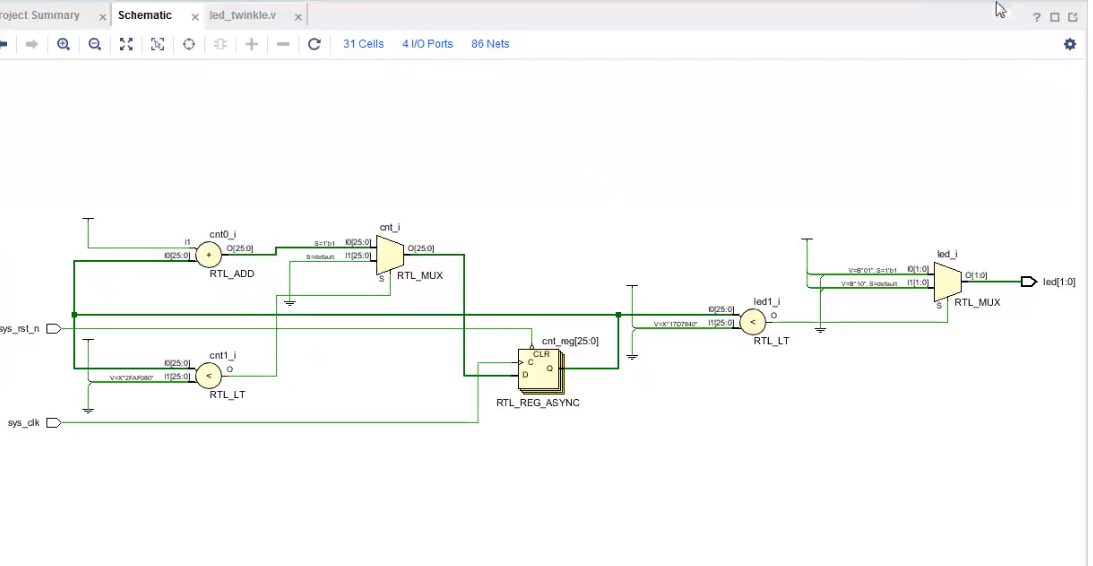 roject Summary × Schematic × led_twinkle.v ×
?
31 Cells 4 I/O Ports 86 Nets
cnt_i
cnt0_i
I1
I0[25:0]
+
O[25:0]
RTL_ADD
S=1'b1 I0[25:0]
S=default I1[25:0]
S
O[25:0]
RTL_MUX
led_i
V=B"01", S=1'b1 I0[1:0]
V=B"10", S=default I1[1:0]
S
O[1:0]
RTL_MUX
led[1:0]
led1_i
I0[25:0]
V=X"17D7840" I1[25:0]
<
O
RTL_LT
sys_rst_n
cnt1_i
I0[25:0]
V=X"2FAF080" I1[25:0]
<
O
RTL_LT
cnt_reg[25:0]
CLR
C
D
Q
RTL_REG_ASYNC
sys_clk